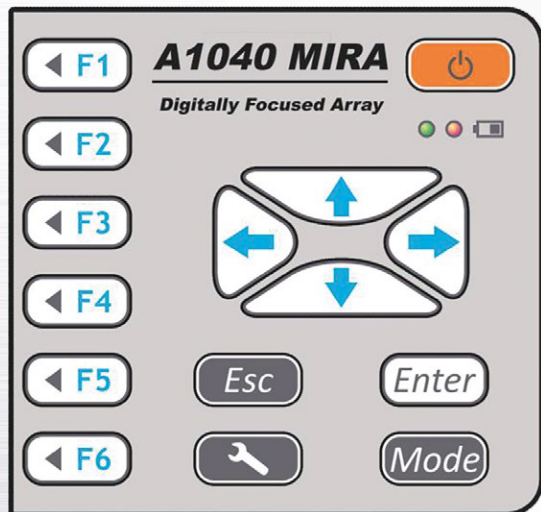 F1
A1040 MIRA
Digitally Focused Array
F2
F3
F4
F5
Esc
Enter
F6
Mode